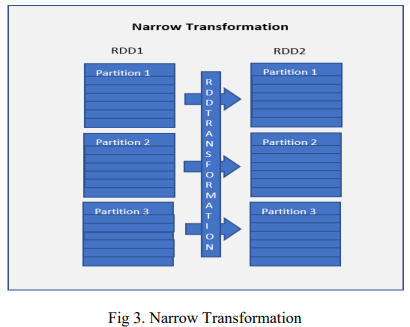 Narrow Transformation
RDD1
RDD2
Partition 1
Partition 2
Partition 3
RDDTRANSFORMATION
Partition 1
Partition 2
Partition 3
Fig 3. Narrow Transformation